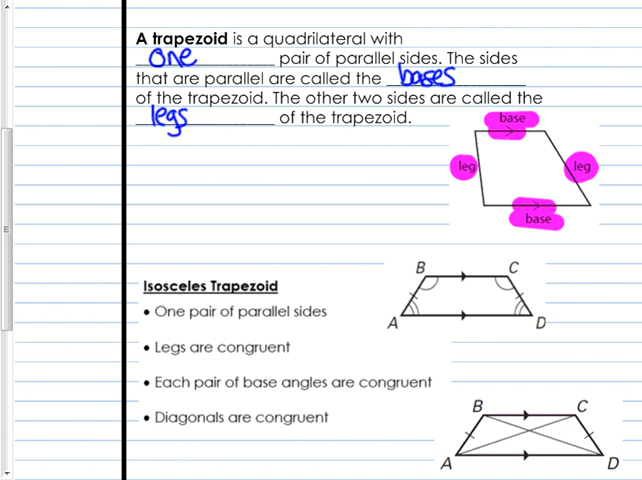 A trapezoid is a quadrilateral with
one pair of parallel sides. The sides
that are parallel are called the bases
of the trapezoid. The other two sides are called the
legs of the trapezoid.
base
leg leg
base
Isosceles Trapezoid
• One pair of parallel sides
• Legs are congruent
• Each pair of base angles are congruent
• Diagonals are congruent
B C
A D
B C
A D